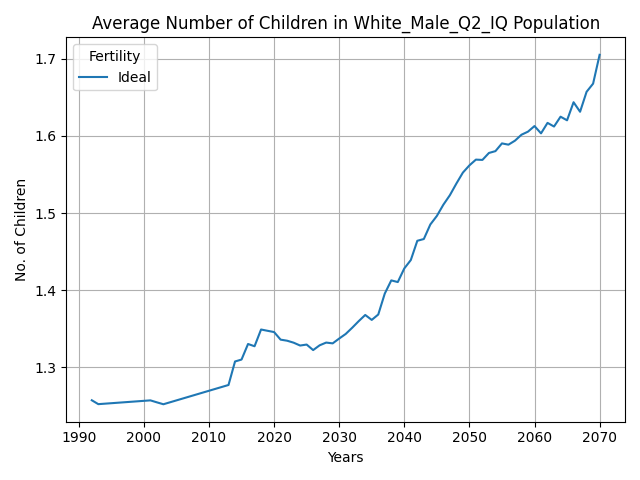 Average Number of Children in White_Male_Q2_IQ Population
Fertility
Ideal
No. of Children
1.7
1.6
1.5
1.4
1.3
1990 2000 2010 2020 2030 2040 2050 2060 2070
Years